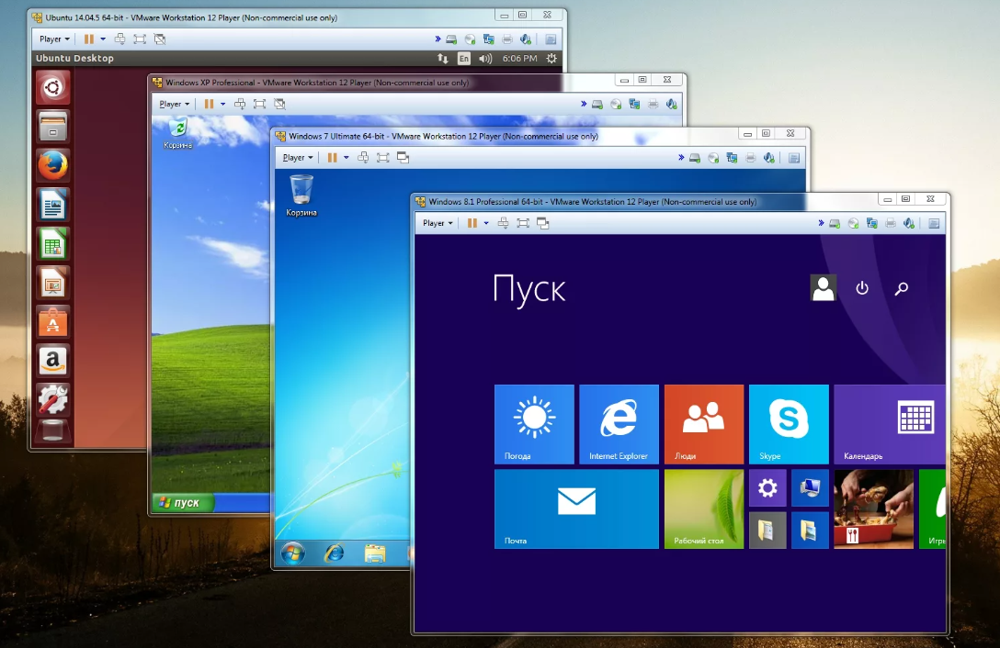 Ubuntu 14.04.5 64-bit - VMware Workstation 12 Player (Non-commercial use only)
Player
Ubuntu Desktop
En
6:06 PM
Windows XP Professional - VMware Workstation 12 Player (Non-commercial use only)
Player
Корзина
пуск
Windows 7 Ultimate 64-bit - VMware Workstation 12 Player (Non-commercial use only)
Player
Корзина
Windows 8.1 Professional 64-bit - VMware Workstation 12 Player (Non-commercial use only)
Player
Пуск
Погода
Internet Explorer
Люди
Skype
Календарь
Почта
Рабочий стол
Игры